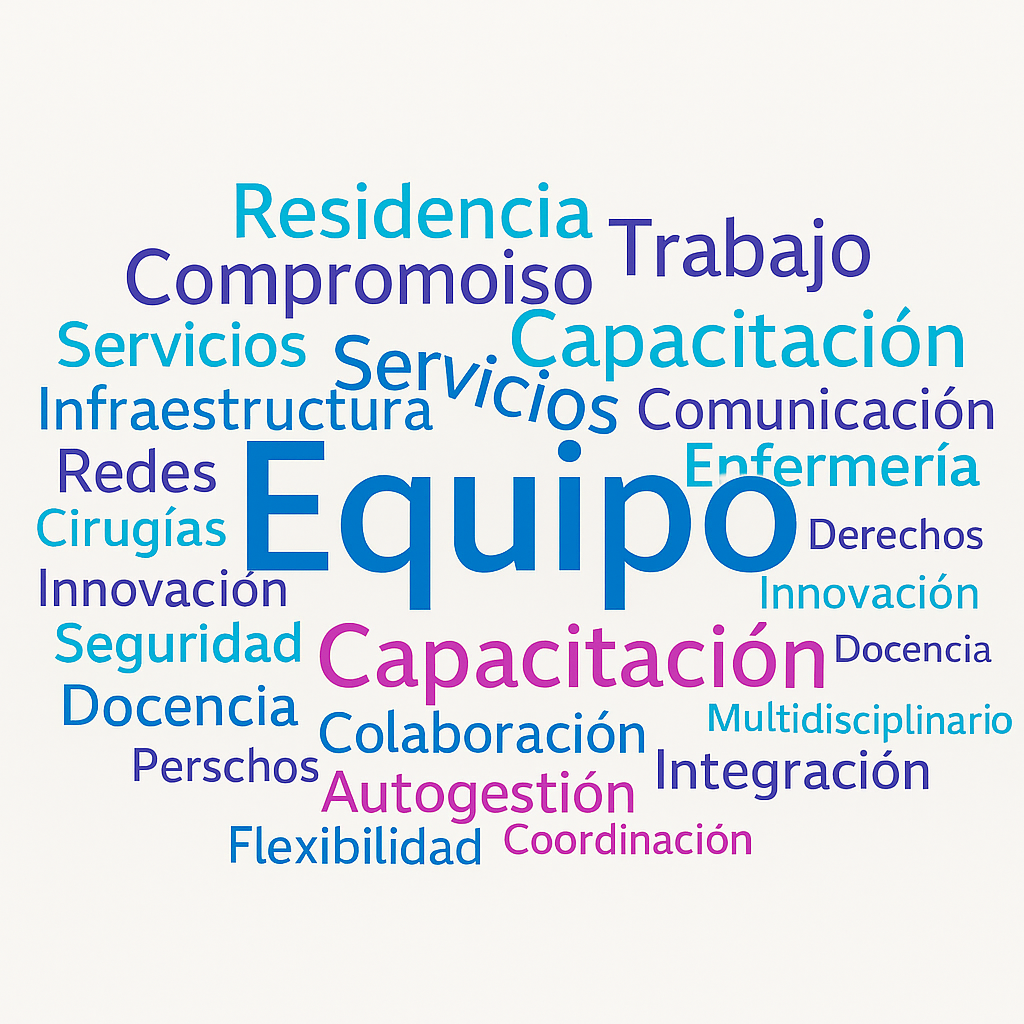 Residencia
Trabajo
Compromoiso
Servicios
Servicios
Capacitación
Infraestructura
Comunicación
Redes
Equipo
Enfermería
Cirugías
Derechos
Innovación
Innovación
Seguridad
Capacitación
Docencia
Docencia
Colaboración
Multidisciplinario
Perschos
Autogestión
Integración
Flexibilidad
Coordinación